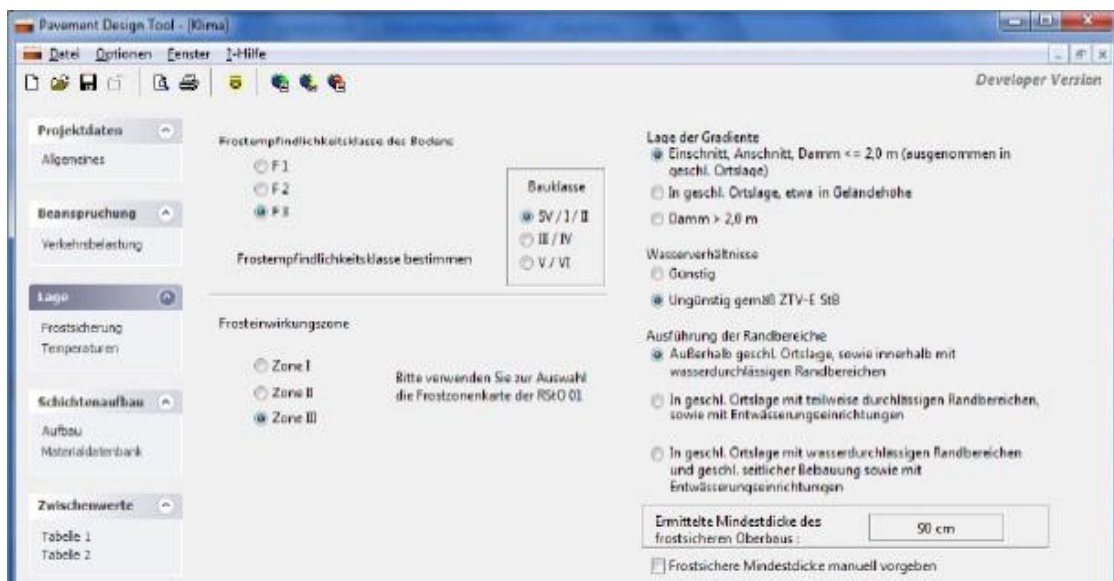 Pavement Design Tool - [Klima]
Datei Optionen Fenster ?-Hilfe
Developer Version
Projektdaten
Allgemeines
Beanspruchung
Verkehrsbelastung
Lage
Frostsicherung
Temperaturen
Schichtenaufbau
Aufbau
Materialdatenbank
Zwischenwerte
Tabelle 1
Tabelle 2
Frostempfindlichkeitsklasse des Bodens
F 1
F 2
F 3
Frostempfindlichkeitsklasse bestimmen
Bauklasse
SV / I / II
III / IV
V / VI
Frosteinwirkungszone
Zone I
Zone II
Zone III
Bitte verwenden Sie zur Auswahl
die Frostzonenkarte der RStO 01
Lage der Gradiente
Einschnitt, Anschnitt, Damm <= 2,0 m (ausgenommen in
geschl. Ortslage)
In geschl. Ortslage, etwa in Geländehöhe
Damm > 2,0 m
Wasserverhältnisse
Günstig
Ungünstig gemäß ZTV-E StB
Ausführung der Randbereiche
Außerhalb geschl. Ortslage, sowie innerhalb mit
wasserdurchlässigen Randbereichen
In geschl. Ortslage mit teilweise durchlässigen Randbereichen,
sowie mit Entwässerungseinrichtungen
In geschl. Ortslage mit wasserdurchlässigen Randbereichen
und geschl. seitlicher Bebauung sowie mit
Entwässerungseinrichtungen
Ermittelte Mindestdicke des
frostsicheren Oberbaus :
90 cm
Frostsichere Mindestdicke manuell vorgeben